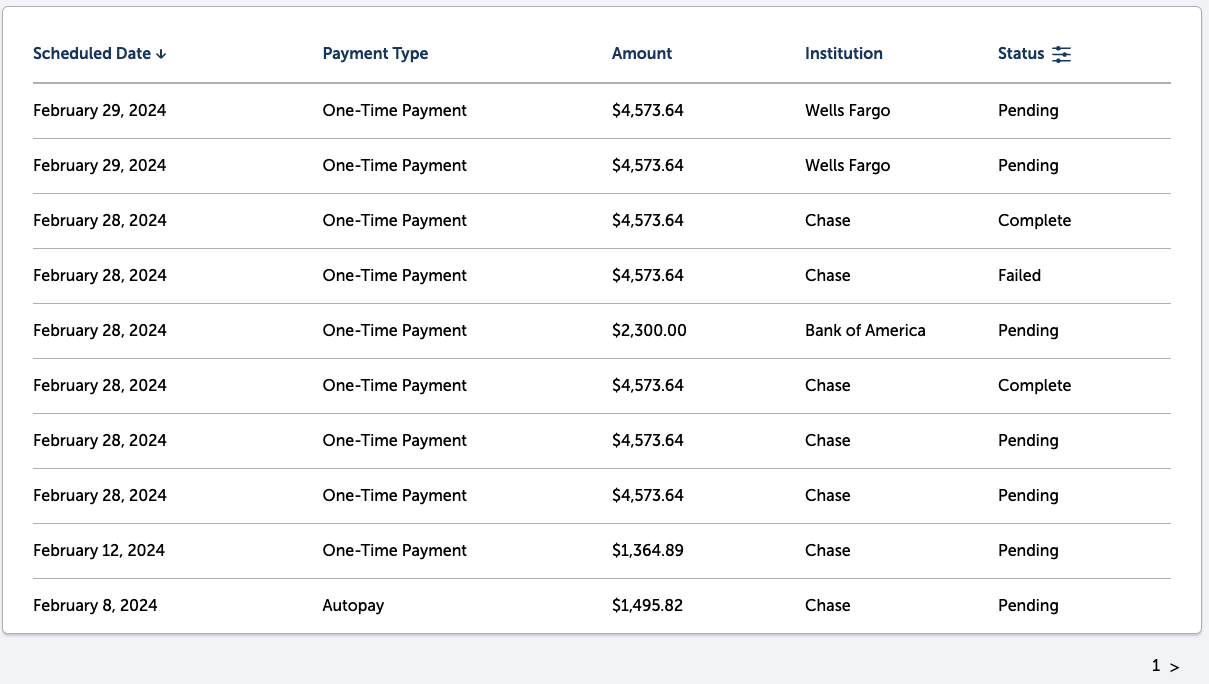 Scheduled Date ↓ Payment Type Amount Institution Status
February 29, 2024 One-Time Payment $4,573.64 Wells Fargo Pending
February 29, 2024 One-Time Payment $4,573.64 Wells Fargo Pending
February 28, 2024 One-Time Payment $4,573.64 Chase Complete
February 28, 2024 One-Time Payment $4,573.64 Chase Failed
February 28, 2024 One-Time Payment $2,300.00 Bank of America Pending
February 28, 2024 One-Time Payment $4,573.64 Chase Complete
February 28, 2024 One-Time Payment $4,573.64 Chase Pending
February 28, 2024 One-Time Payment $4,573.64 Chase Pending
February 12, 2024 One-Time Payment $1,364.89 Chase Pending
February 8, 2024 Autopay $1,495.82 Chase Pending
1 >